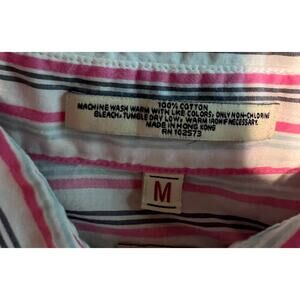 100% COTTON
MACHINE WASH WARM WITH LIKE COLORS, ONLY NON-CHLORINE
BLEACH. TUMBLE DRY LOW. WARM IRON IF NECESSARY.
MADE IN HONG KONG
RN 102573
M